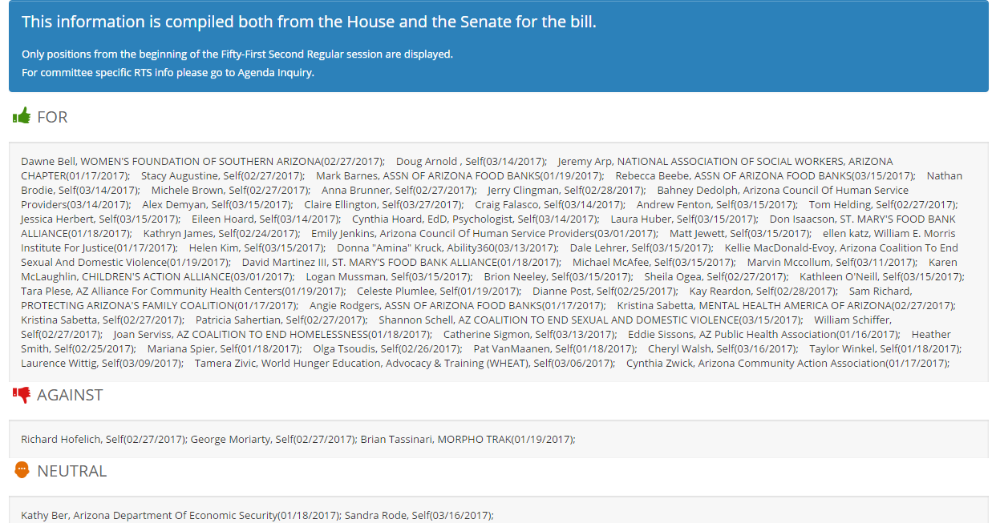 This information is compiled both from the House and the Senate for the bill.
Only positions from the beginning of the Fifty-First Second Regular session are displayed.
For committee specific RTS info please go to Agenda Inquiry.
FOR
Dawne Bell, WOMEN'S FOUNDATION OF SOUTHERN ARIZONA(02/27/2017); Doug Arnold , Self(03/14/2017); Jeremy Arp, NATIONAL ASSOCIATION OF SOCIAL WORKERS, ARIZONA
CHAPTER(01/17/2017); Stacy Augustine, Self(02/27/2017); Mark Barnes, ASSN OF ARIZONA FOOD BANKS(01/19/2017); Rebecca Beebe, ASSN OF ARIZONA FOOD BANKS(03/15/2017); Nathan
Brodie, Self(03/14/2017); Michele Brown, Self(02/27/2017); Anna Brunner, Self(02/27/2017); Jerry Clingman, Self(02/28/2017); Bahney Dedolph, Arizona Council Of Human Service
Providers(03/14/2017); Alex Demyan, Self(03/15/2017); Claire Ellington, Self(03/27/2017); Craig Falasco, Self(03/14/2017); Andrew Fenton, Self(03/15/2017); Tom Helding, Self(02/27/2017);
Jessica Herbert, Self(03/15/2017); Eileen Hoard, Self(03/14/2017); Cynthia Hoard, EdD, Psychologist, Self(03/14/2017); Laura Huber, Self(03/15/2017); Don Isaacson, ST. MARY'S FOOD BANK
ALLIANCE(01/18/2017); Kathryn James, Self(02/24/2017); Emily Jenkins, Arizona Council Of Human Service Providers(03/01/2017); Matt Jewett, Self(03/15/2017); ellen katz, William E. Morris
Institute For Justice(01/17/2017); Helen Kim, Self(03/15/2017); Donna "Amina" Kruck, Ability360(03/13/2017); Dale Lehrer, Self(03/15/2017); Kellie MacDonald-Evoy, Arizona Coalition To End
Sexual And Domestic Violence(01/19/2017); David Martinez III, ST. MARY'S FOOD BANK ALLIANCE(01/18/2017); Michael McAfee, Self(03/15/2017); Marvin Mccollum, Self(03/11/2017); Karen
McLaughlin, CHILDREN'S ACTION ALLIANCE(03/01/2017); Logan Mussman, Self(03/15/2017); Brion Neeley, Self(03/15/2017); Sheila Ogea, Self(02/27/2017); Kathleen O'Neill, Self(03/15/2017);
Tara Plese, AZ Alliance For Community Health Centers(01/19/2017); Celeste Plumlee, Self(01/19/2017); Dianne Post, Self(02/25/2017); Kay Reardon, Self(02/28/2017); Sam Richard,
PROTECTING ARIZONA'S FAMILY COALITION(01/17/2017); Angie Rodgers, ASSN OF ARIZONA FOOD BANKS(01/17/2017); Kristina Sabetta, MENTAL HEALTH AMERICA OF ARIZONA(02/27/2017);
Kristina Sabetta, Self(02/27/2017); Patricia Sahertian, Self(02/27/2017); Shannon Schell, AZ COALITION TO END SEXUAL AND DOMESTIC VIOLENCE(03/15/2017); William Schiffer,
Self(02/27/2017); Joan Serviss, AZ COALITION TO END HOMELESSNESS(01/18/2017); Catherine Sigmon, Self(03/13/2017); Eddie Sissons, AZ Public Health Association(01/16/2017); Heather
Smith, Self(02/25/2017); Mariana Spier, Self(01/18/2017); Olga Tsoudis, Self(02/26/2017); Pat VanMaanen, Self(01/18/2017); Cheryl Walsh, Self(03/16/2017); Taylor Winkel, Self(01/18/2017);
Laurence Wittig, Self(03/09/2017); Tamera Zivic, World Hunger Education, Advocacy & Training (WHEAT), Self(03/06/2017); Cynthia Zwick, Arizona Community Action Association(01/17/2017);
AGAINST
Richard Hofelich, Self(02/27/2017); George Moriarty, Self(02/27/2017); Brian Tassinari, MORPHO TRAK(01/19/2017);
NEUTRAL
Kathy Ber, Arizona Department Of Economic Security(01/18/2017); Sandra Rode, Self(03/16/2017);